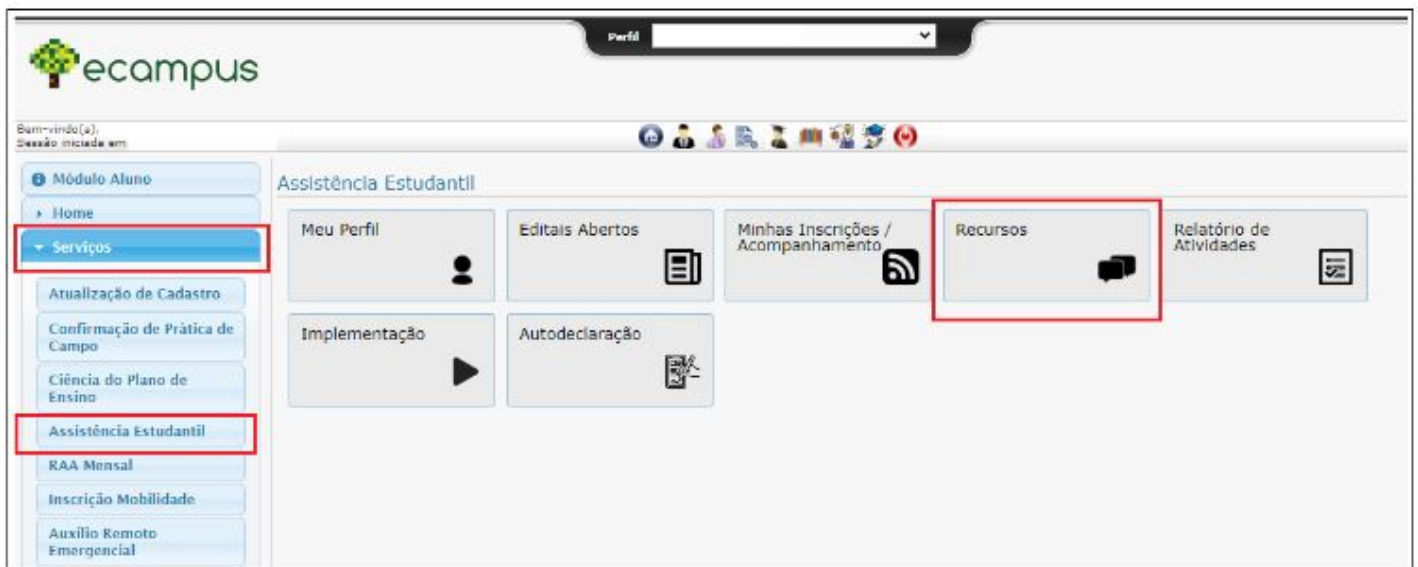 Perfil
ecampus
Bem-vindo(a).
Sessão iniciada em
Módulo Aluno
Home
Serviços
Atualização de Cadastro
Confirmação de Prática de
Campo
Ciência do Plano de
Ensino
Assistência Estudantil
RAA Mensal
Inscrição Mobilidade
Auxílio Remoto
Emergencial
Assistência Estudantil
Meu Perfil
Editais Abertos
Minhas Inscrições /
Acompanhamento
Recursos
Relatório de
Atividades
Implementação
Autodeclaração